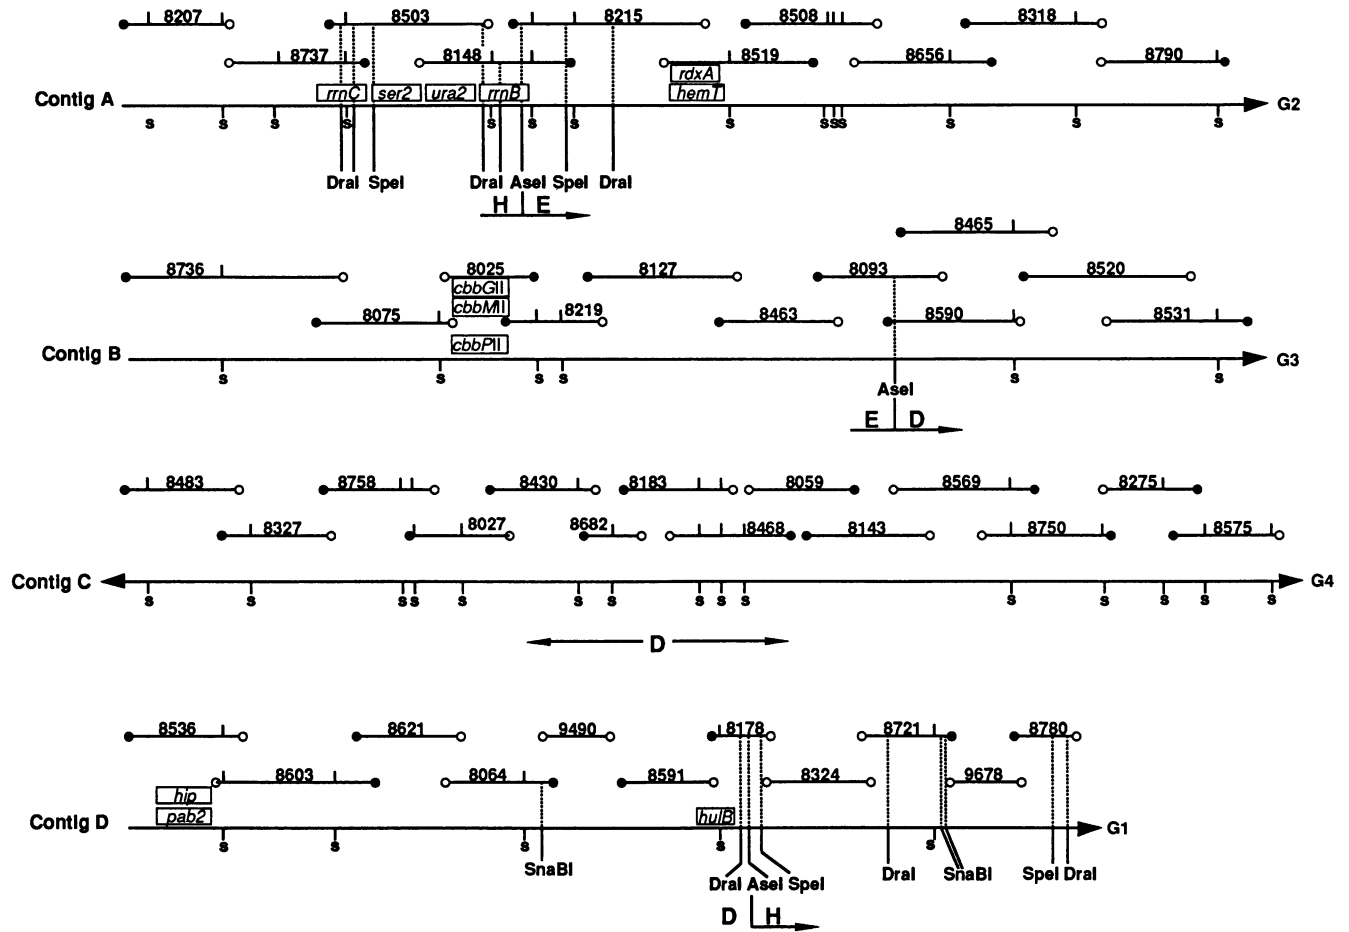 8207 8503 8215 8508 8318
8737 8148 8519 8656 8790
rdxA
rrnC ser2 ura2 rrnB hemT
Contig A G2
s s s s s s s s s s s s s s
DraI SpeI DraI AseI SpeI DraI
H E
8465
8736 8025 8127 8093 8520
cbbGII
cbbMII
8075 8219 8463 8590 8531
cbbPII
Contig B G3
s s s s s s
AseI
E D
8483 8758 8430 8183 8059 8569 8275
8327 8027 8682 8468 8143 8750 8575
Contig C G4
s s s s s s s s s s s s s s s
D
8536 8621 9490 8178 8721 8780
8603 8064 8591 8324 9678
hip
pab2 hulB
Contig D G1
s s s s s
SnaBI
DraI AseI SpeI DraI SnaBI SpeI DraI
D H